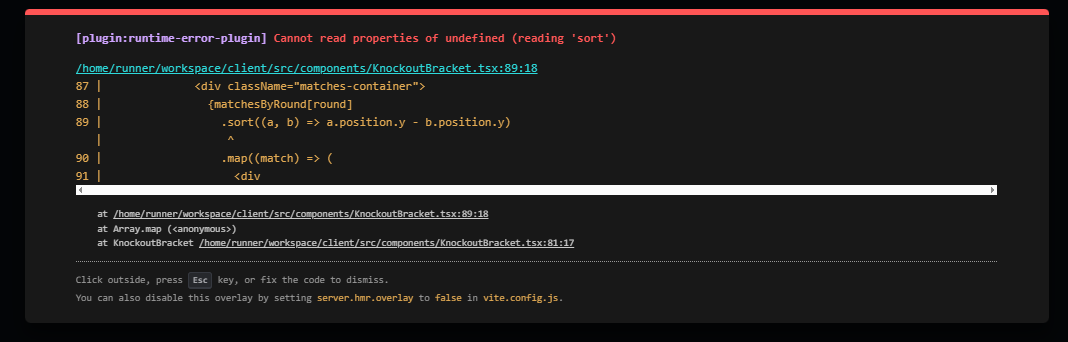 [plugin:runtime-error-plugin] Cannot read properties of undefined (reading 'sort')
/home/runner/workspace/client/src/components/KnockoutBracket.tsx:89:18
87 |              <div className="matches-container">
88 |                {matchesByRound[round]
89 |                  .sort((a, b) => a.position.y - b.position.y)
   |                   ^
90 |                  .map((match) => (
91 |                    <div
at /home/runner/workspace/client/src/components/KnockoutBracket.tsx:89:18
at Array.map (<anonymous>)
at KnockoutBracket /home/runner/workspace/client/src/components/KnockoutBracket.tsx:81:17
Click outside, press Esc key, or fix the code to dismiss.
You can also disable this overlay by setting server.hmr.overlay to false in vite.config.js.